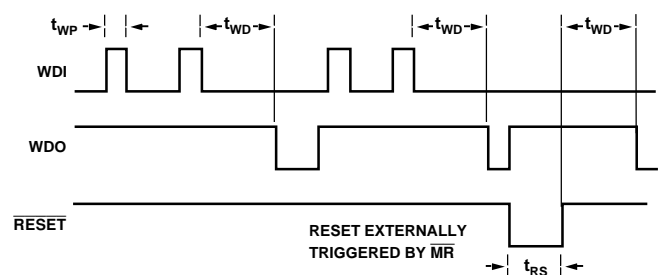 tWP tWD tWD tWD
WDI
WDO
RESET
RESET EXTERNALLY
TRIGGERED BY MR
tRS